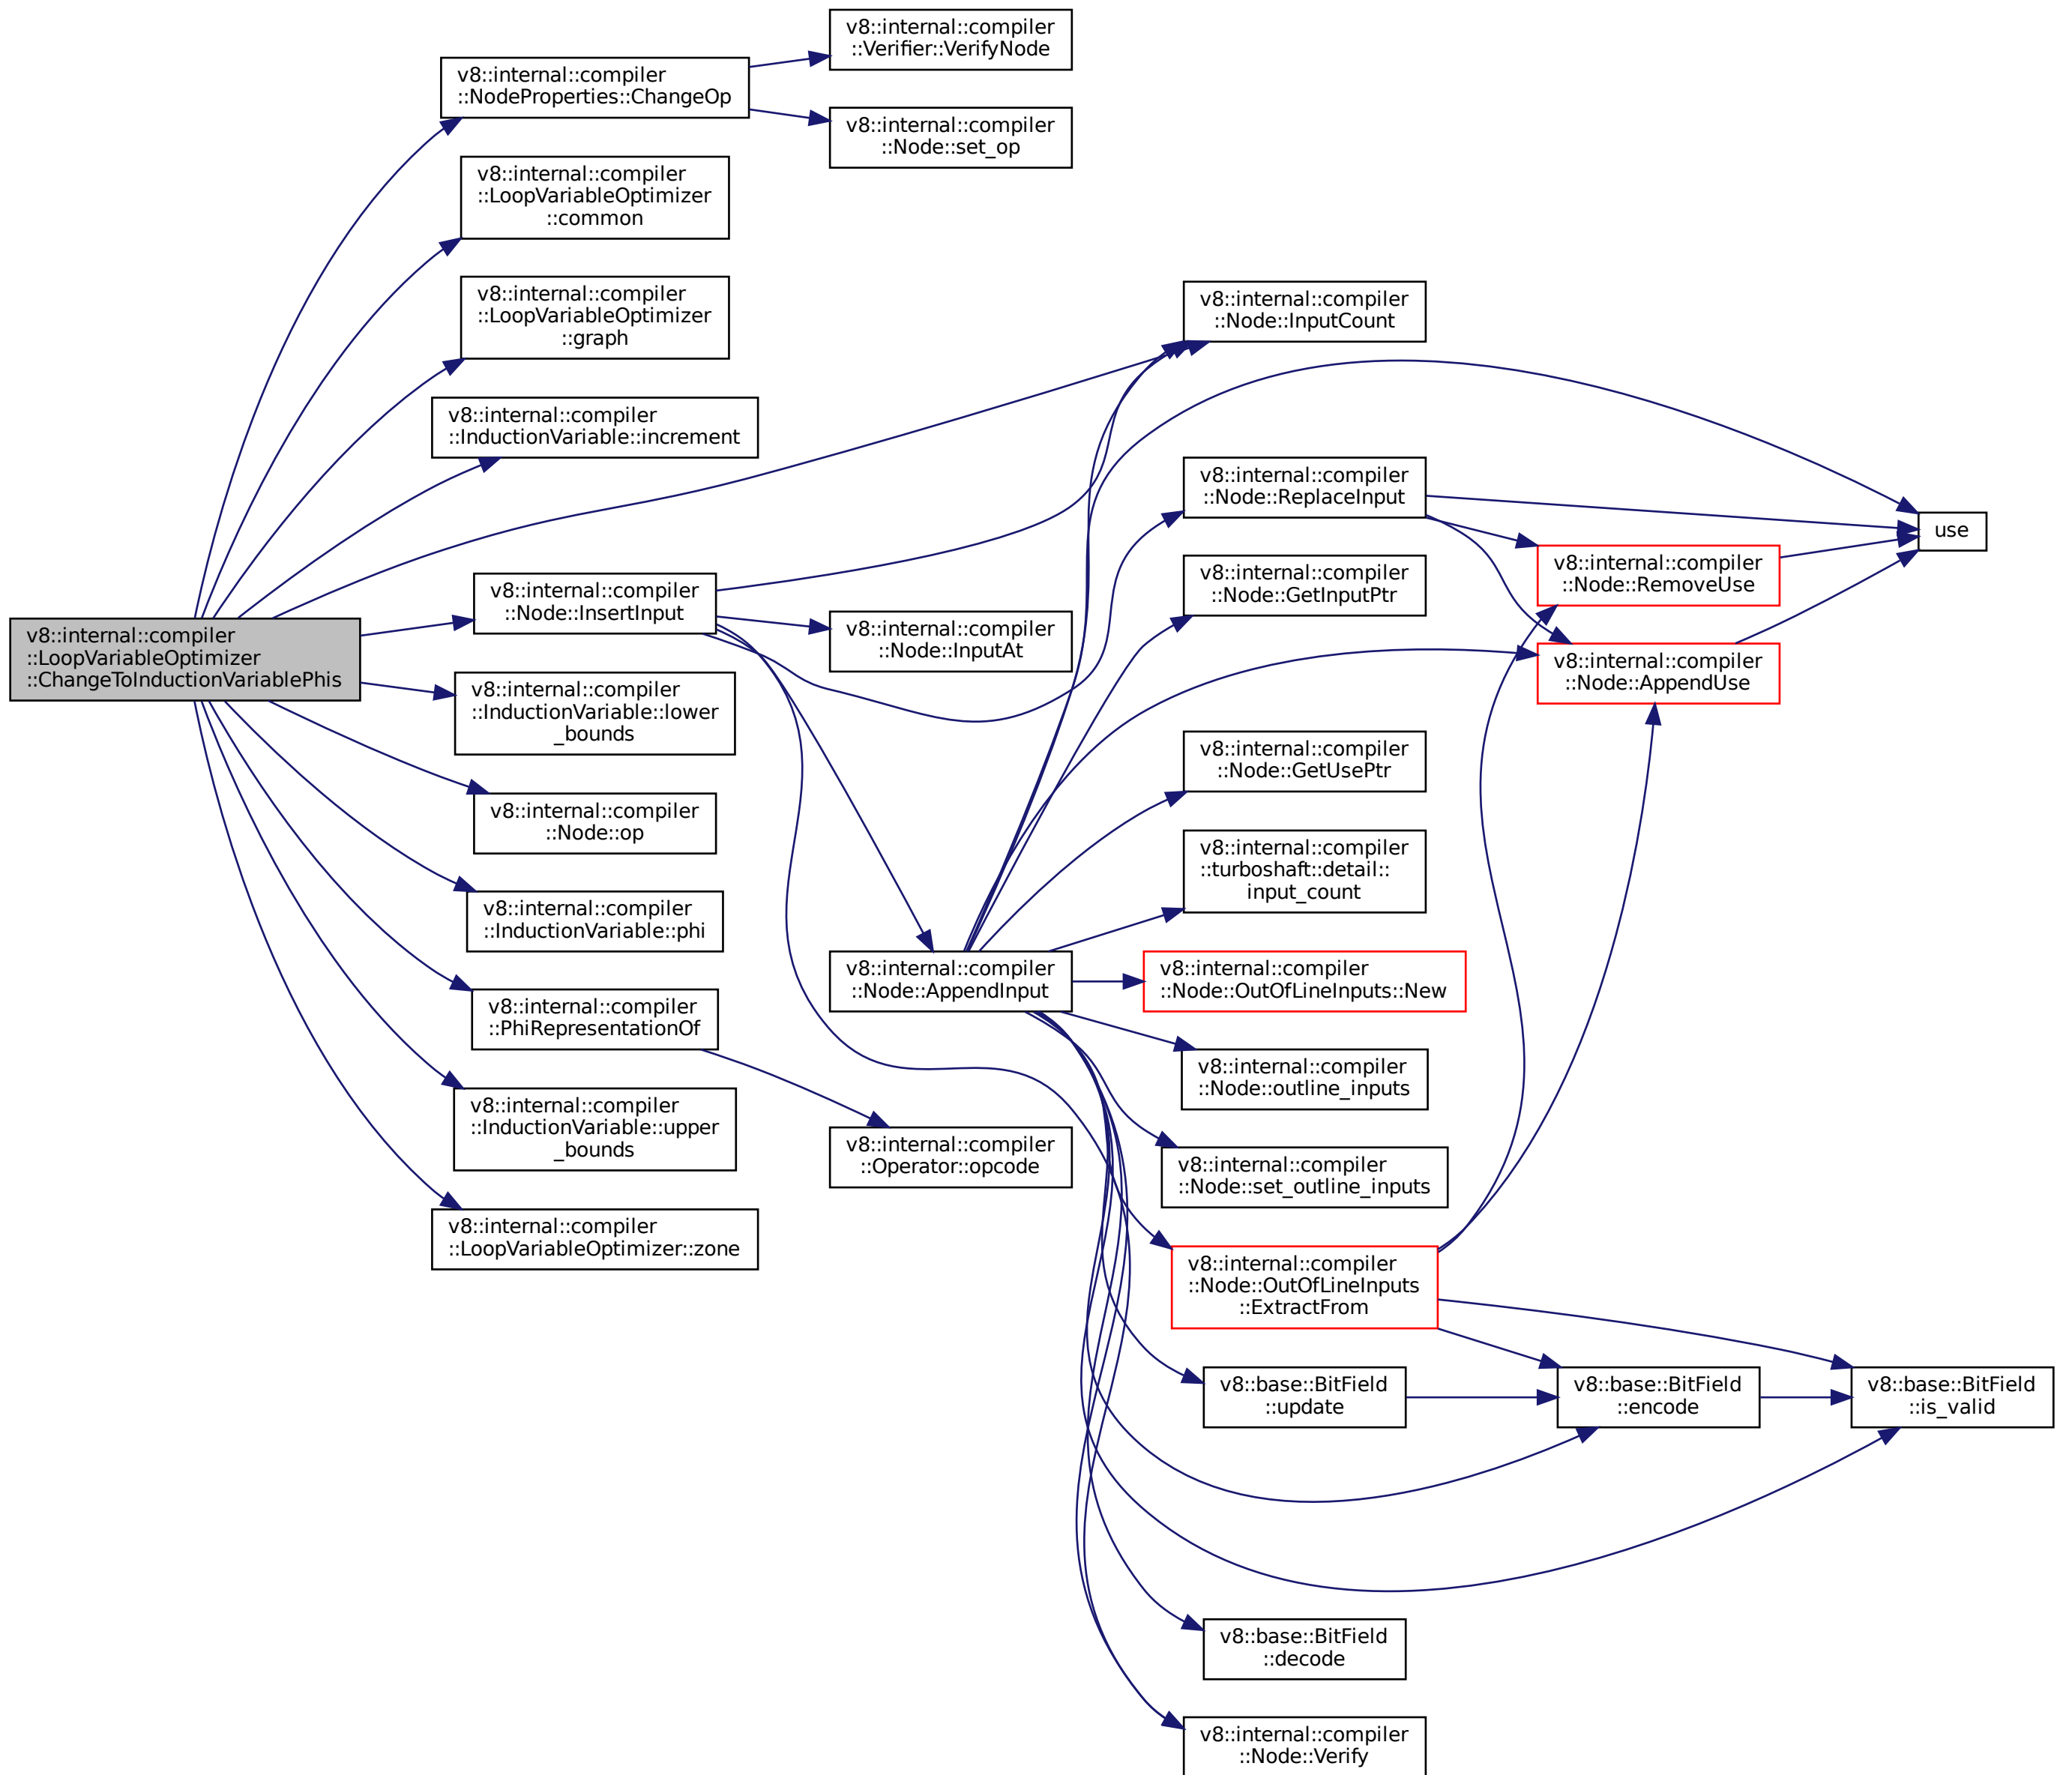 v8::internal::compiler
::LoopVariableOptimizer
::ChangeToInductionVariablePhis
v8::internal::compiler
::NodeProperties::ChangeOp
v8::internal::compiler
::LoopVariableOptimizer
::common
v8::internal::compiler
::LoopVariableOptimizer
::graph
v8::internal::compiler
::InductionVariable::increment
v8::internal::compiler
::Node::InsertInput
v8::internal::compiler
::InductionVariable::lower
_bounds
v8::internal::compiler
::Node::op
v8::internal::compiler
::InductionVariable::phi
v8::internal::compiler
::PhiRepresentationOf
v8::internal::compiler
::InductionVariable::upper
_bounds
v8::internal::compiler
::LoopVariableOptimizer::zone
v8::internal::compiler
::Verifier::VerifyNode
v8::internal::compiler
::Node::set_op
v8::internal::compiler
::Node::InputAt
v8::internal::compiler
::Node::AppendInput
v8::internal::compiler
::Operator::opcode
v8::internal::compiler
::Node::InputCount
v8::internal::compiler
::Node::ReplaceInput
v8::internal::compiler
::Node::GetInputPtr
v8::internal::compiler
::Node::GetUsePtr
v8::internal::compiler
::turboshaft::detail::
input_count
v8::internal::compiler
::Node::OutOfLineInputs::New
v8::internal::compiler
::Node::outline_inputs
v8::internal::compiler
::Node::set_outline_inputs
v8::internal::compiler
::Node::OutOfLineInputs
::ExtractFrom
v8::base::BitField
::update
v8::base::BitField
::decode
v8::internal::compiler
::Node::Verify
v8::internal::compiler
::Node::RemoveUse
v8::internal::compiler
::Node::AppendUse
v8::base::BitField
::encode
use
v8::base::BitField
::is_valid